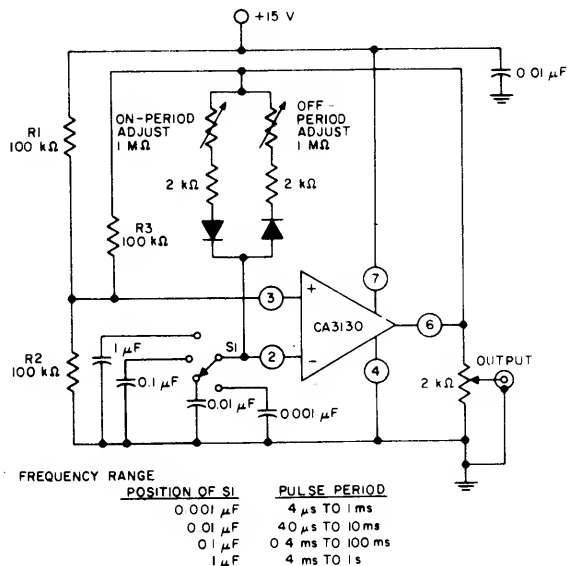 +15 V
0.01 µF
ON-PERIOD
ADJUST
1 MΩ
OFF-
PERIOD
ADJUST
1 MΩ
R1
100 kΩ
2 kΩ
2 kΩ
R3
100 kΩ
7
3
+
CA3130
6
R2
100 kΩ
1 µF
S1
2
-
4
OUTPUT
2 kΩ
0.1 µF
0.01 µF
0.001 µF
FREQUENCY RANGE
POSITION OF S1 PULSE PERIOD
0.001 µF 4 µs TO 1 ms
0.01 µF 40 µs TO 10 ms
0.1 µF 0.4 ms TO 100 ms
1 µF 4 ms TO 1 s